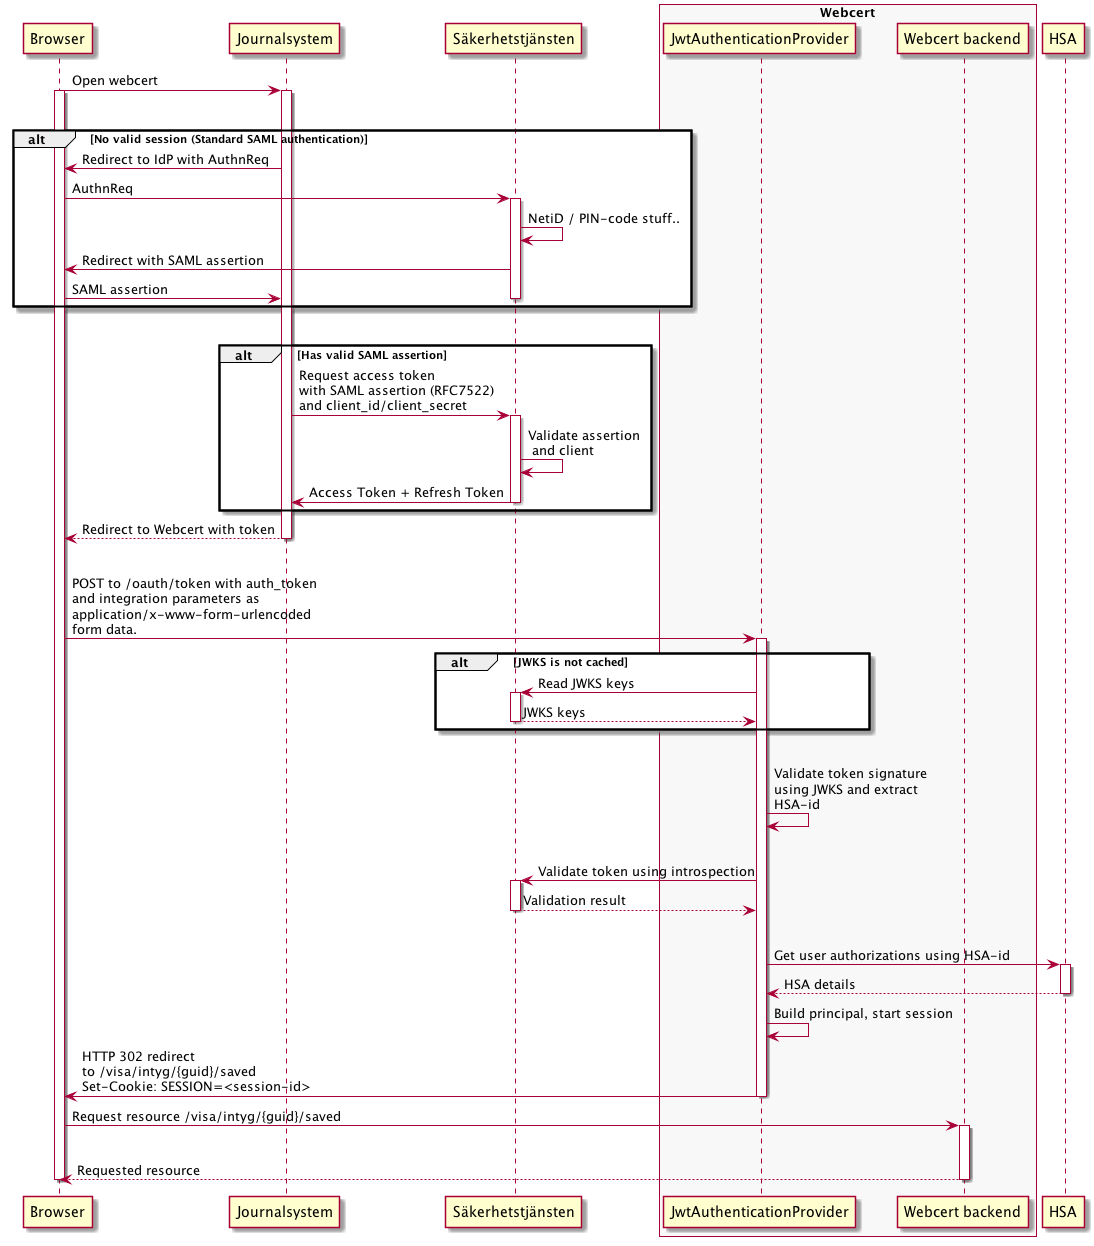 Webcert
Browser
Journalsystem
Säkerhetstjänsten
JwtAuthenticationProvider
Webcert backend
HSA
Open webcert
alt
[No valid session (Standard SAML authentication)]
Redirect to IdP with AuthnReq
AuthnReq
NetiD / PIN-code stuff..
Redirect with SAML assertion
SAML assertion
alt
[Has valid SAML assertion]
Request access token
with SAML assertion (RFC7522)
and client_id/client_secret
Validate assertion
and client
Access Token + Refresh Token
Redirect to Webcert with token
POST to /oauth/token with auth_token
and integration parameters as
application/x-www-form-urlencoded
form data.
alt
[JWKS is not cached]
Read JWKS keys
JWKS keys
Validate token signature
using JWKS and extract
HSA-id
Validate token using introspection
Validation result
Get user authorizations using HSA-id
HSA details
Build principal, start session
HTTP 302 redirect
to /visa/intyg/{guid}/saved
Set-Cookie: SESSION=<session-id>
Request resource /visa/intyg/{guid}/saved
Requested resource
Browser
Journalsystem
Säkerhetstjänsten
JwtAuthenticationProvider
Webcert backend
HSA